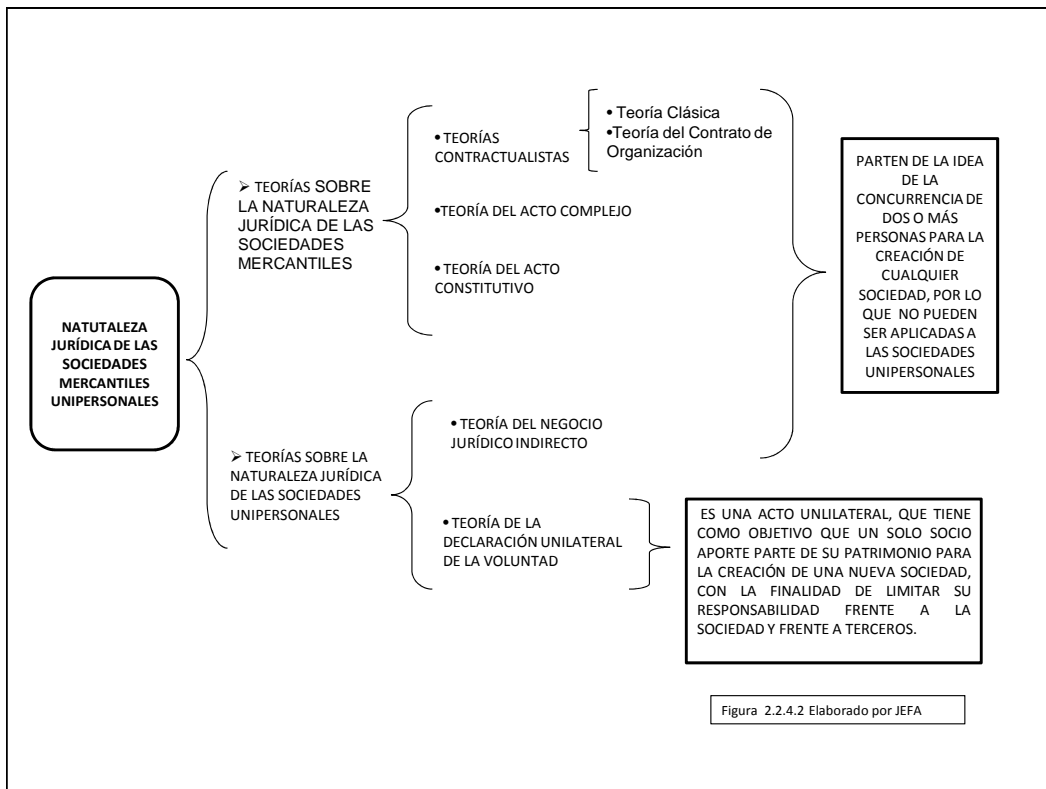 NATUTALEZA
JURÍDICA DE LAS
SOCIEDADES
MERCANTILES
UNIPERSONALES
➢ TEORÍAS SOBRE
LA NATURALEZA
JURÍDICA DE LAS
SOCIEDADES
MERCANTILES
• TEORÍAS
CONTRACTUALISTAS
• Teoría Clásica
• Teoría del Contrato de
Organización
• TEORÍA DEL ACTO COMPLEJO
• TEORÍA DEL ACTO
CONSTITUTIVO
➢ TEORÍAS SOBRE LA
NATURALEZA JURÍDICA
DE LAS SOCIEDADES
UNIPERSONALES
• TEORÍA DEL NEGOCIO
JURÍDICO INDIRECTO
• TEORÍA DE LA
DECLARACIÓN UNILATERAL
DE LA VOLUNTAD
PARTEN DE LA IDEA
DE LA
CONCURRENCIA DE
DOS O MÁS
PERSONAS PARA LA
CREACIÓN DE
CUALQUIER
SOCIEDAD, POR LO
QUE NO PUEDEN
SER APLICADAS A
LAS SOCIEDADES
UNIPERSONALES
ES UNA ACTO UNLILATERAL, QUE TIENE
COMO OBJETIVO QUE UN SOLO SOCIO
APORTE PARTE DE SU PATRIMONIO PARA
LA CREACIÓN DE UNA NUEVA SOCIEDAD,
CON LA FINALIDAD DE LIMITAR SU
RESPONSABILIDAD FRENTE A LA
SOCIEDAD Y FRENTE A TERCEROS.
Figura 2.2.4.2 Elaborado por JEFA